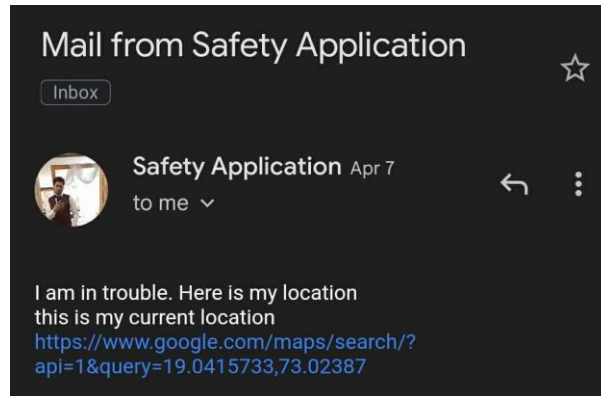 Mail from Safety Application
Inbox
Safety Application Apr 7
to me
I am in trouble. Here is my location
this is my current location
https://www.google.com/maps/search/?
api=1&query=19.0415733,73.02387